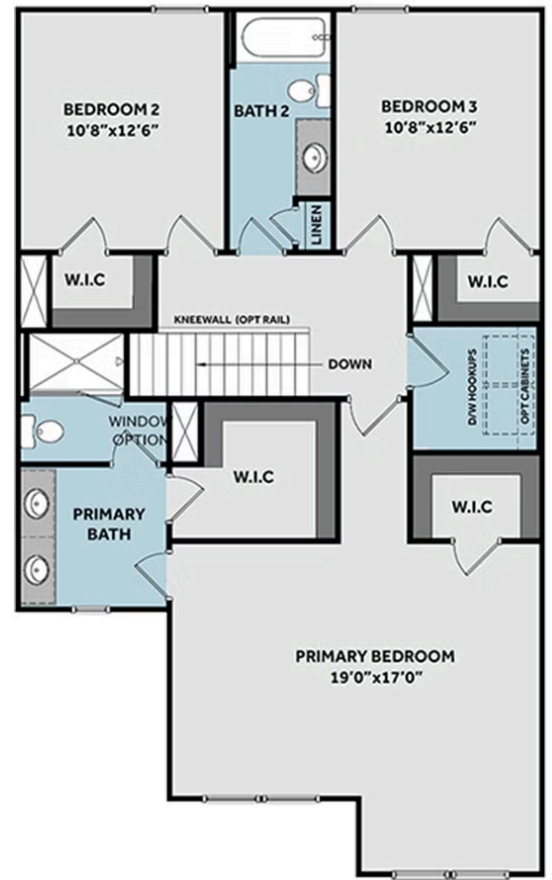 BEDROOM 2
10'8"x12'6"
BATH 2
BEDROOM 3
10'8"x12'6"
LINEN
W.I.C
W.I.C
KNEEWALL (OPT RAIL)
DOWN
D/W HOOKUPS
OPT CABINETS
WINDOW
OPTION
W.I.C
W.I.C
PRIMARY
BATH
PRIMARY BEDROOM
19'0"x17'0"